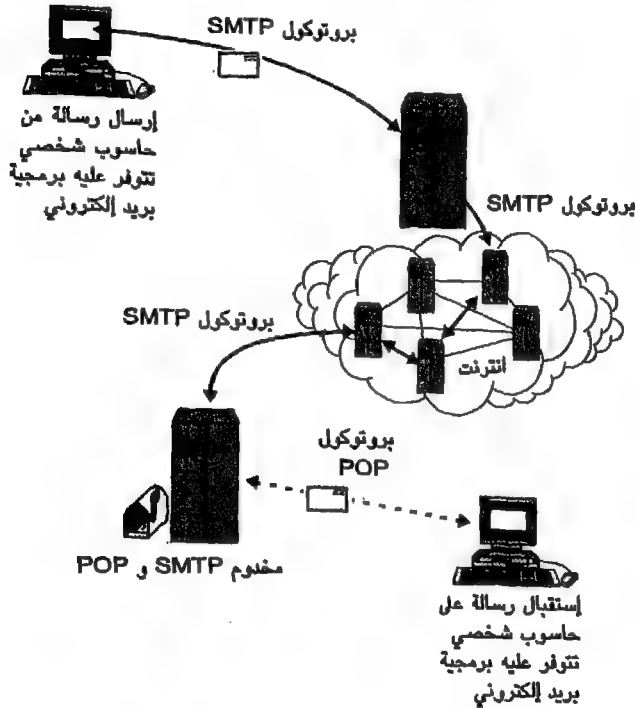 بروتوكول SMTP
إرسال رسالة من
حاسوب شخصي
تتوفر عليه برمجية
بريد إلكتروني
بروتوكول SMTP
بروتوكول SMTP
انترنت
بروتوكول
POP
مخدوم SMTP و POP
إستقبال رسالة على
حاسوب شخصي
تتوفر عليه برمجية
بريد إلكتروني